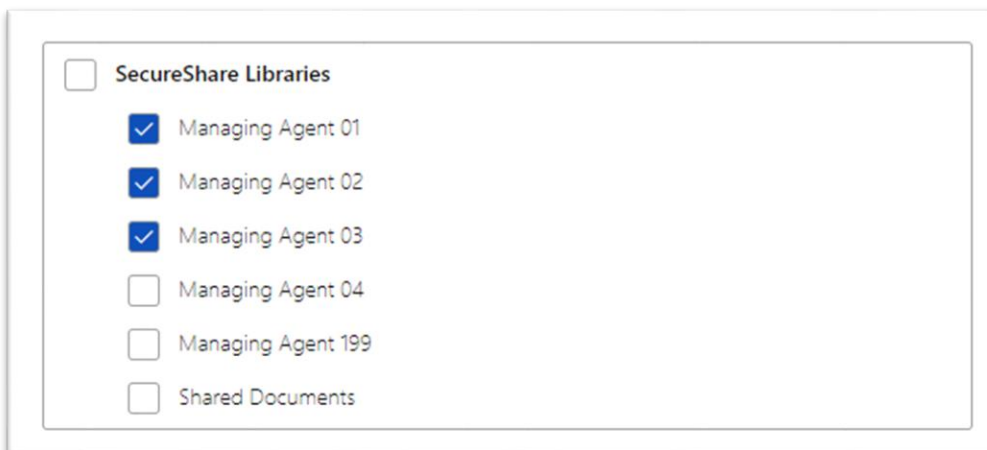 SecureShare Libraries
Managing Agent 01
Managing Agent 02
Managing Agent 03
Managing Agent 04
Managing Agent 199
Shared Documents